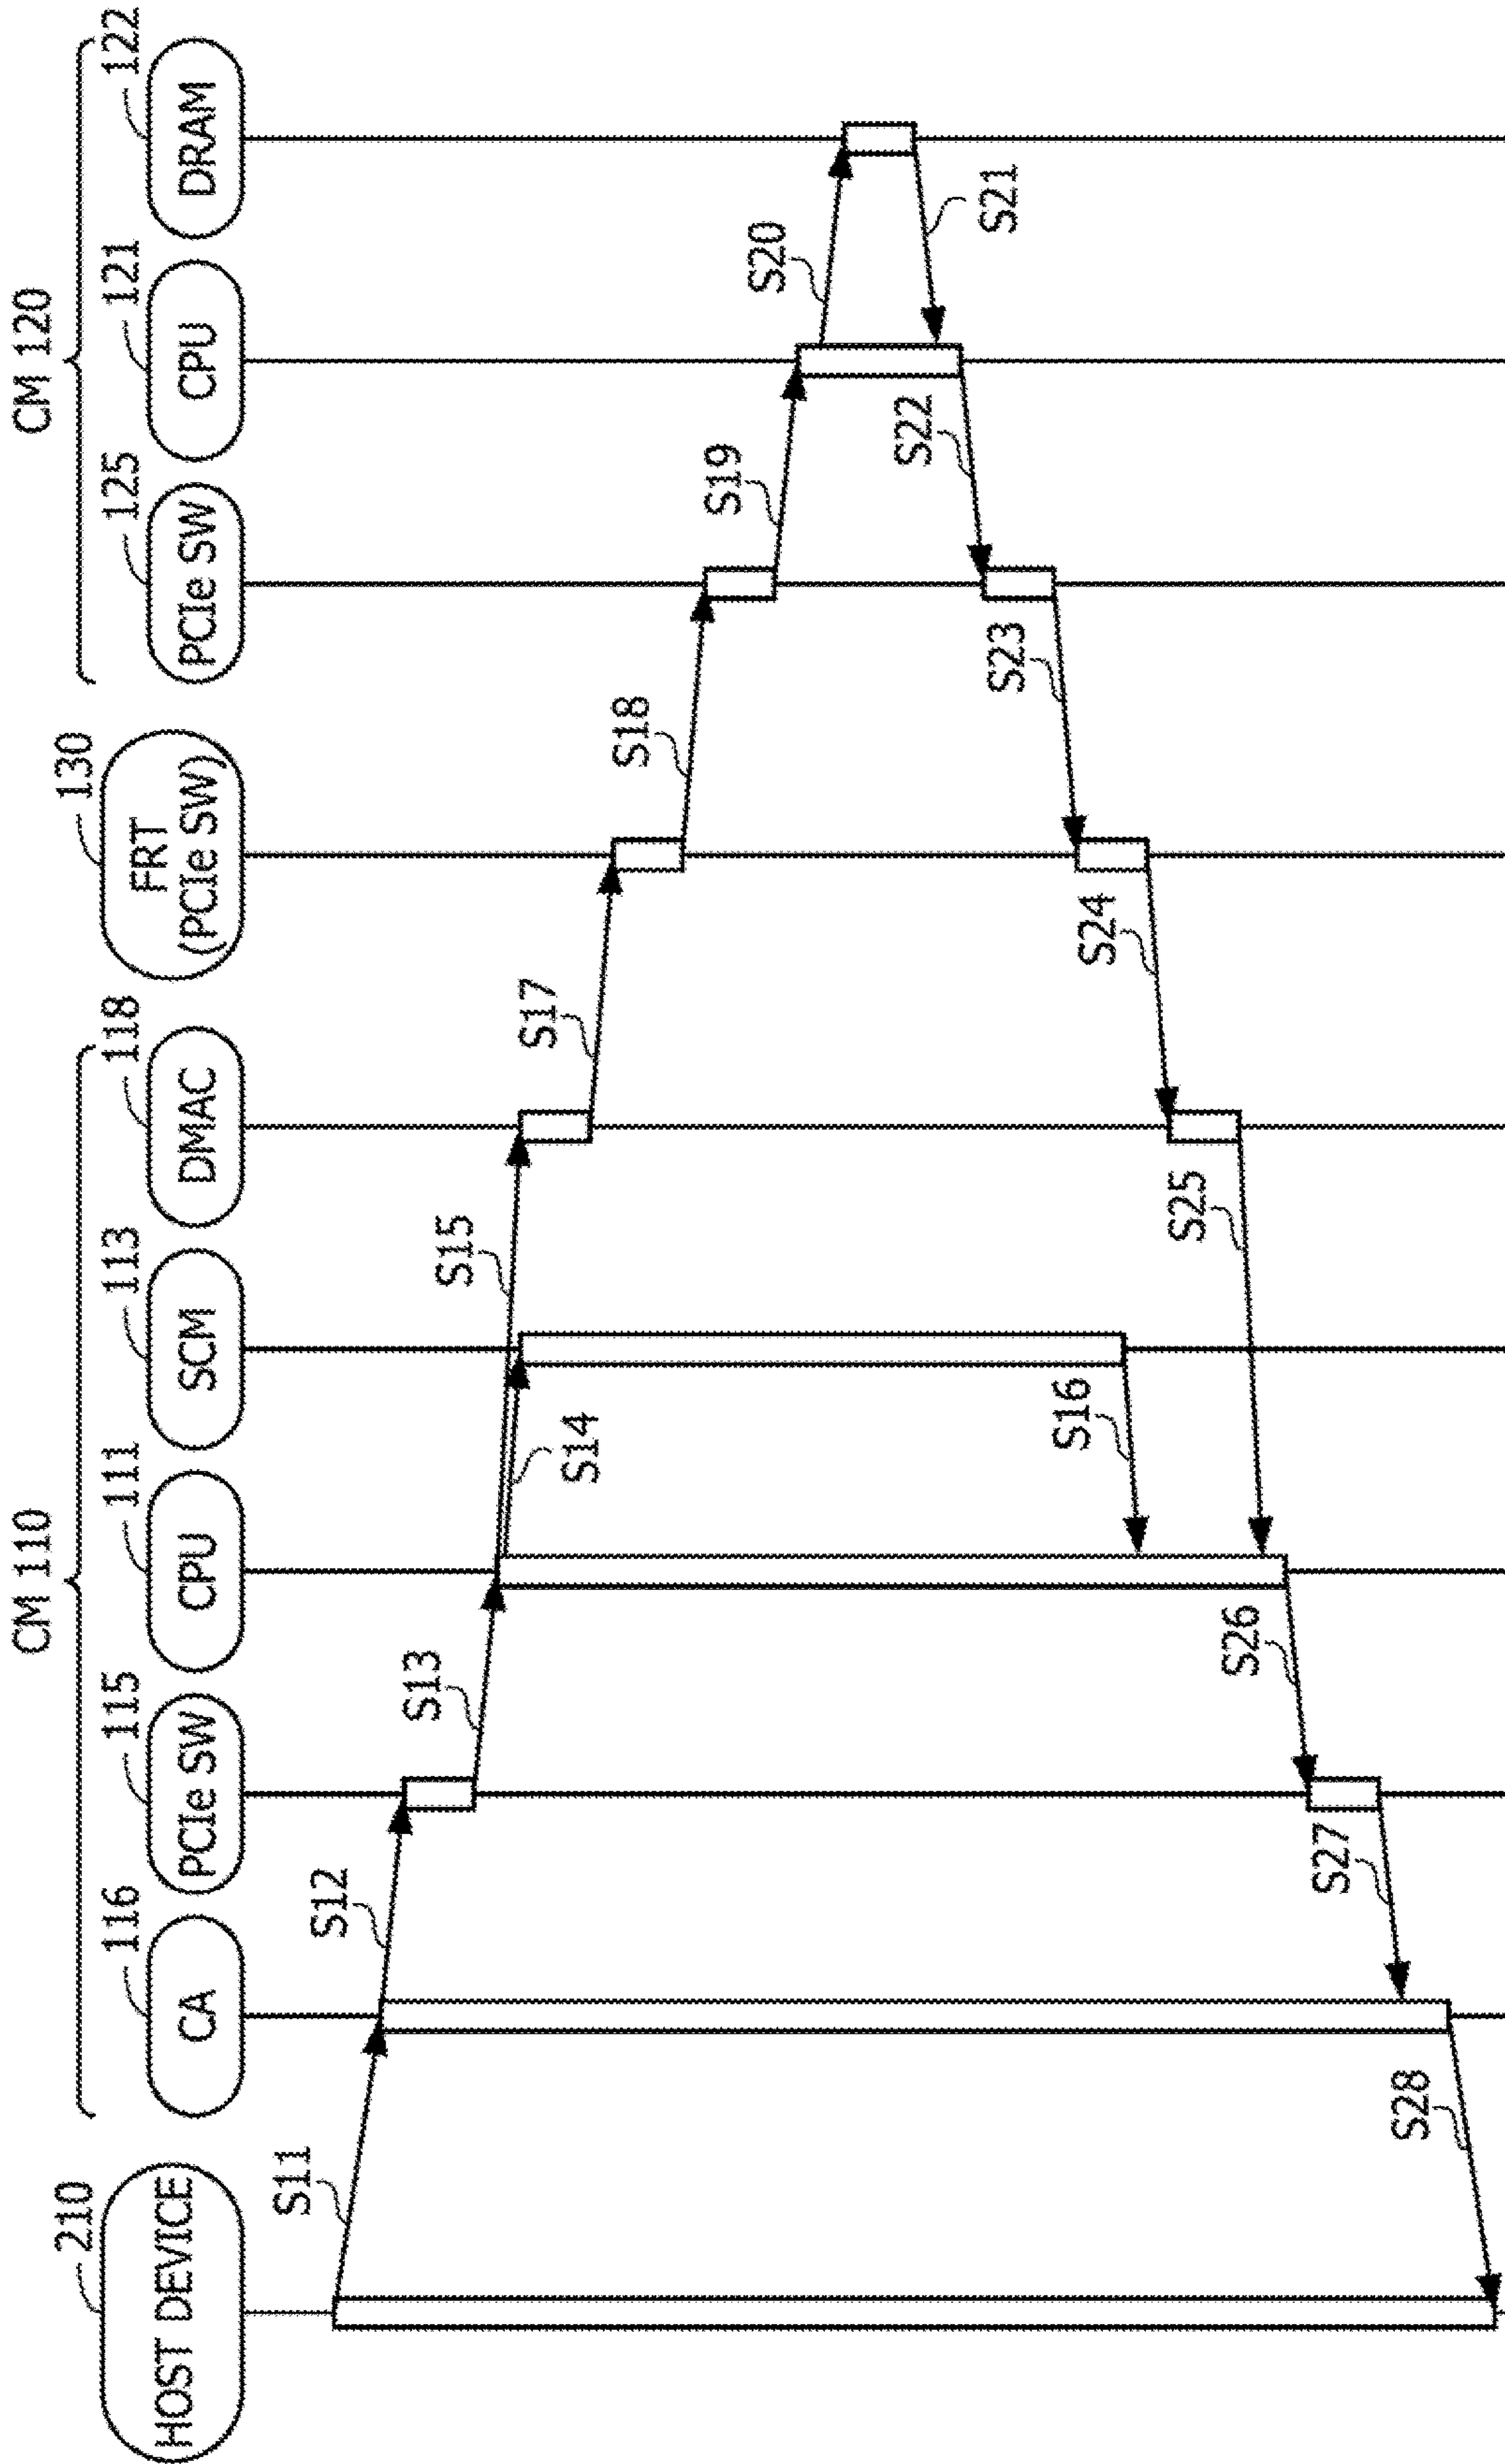 CM 110
CM 120
210
116
115
111
113
118
130
125
121
122
HOST DEVICE
CA
PCIe SW
CPU
SCM
DMAC
FRT
(PCIe SW)
PCIe SW
CPU
DRAM
S11
S12
S13
S14
S15
S16
S17
S18
S19
S20
S21
S22
S23
S24
S25
S26
S27
S28